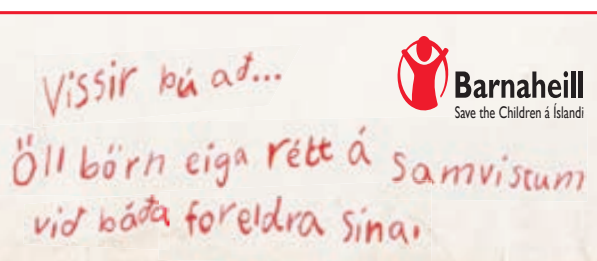 Vissir þú að...
Barnaheill
Save the Children á Íslandi
Öll börn eiga rétt á samvistum
við báða foreldra sína.